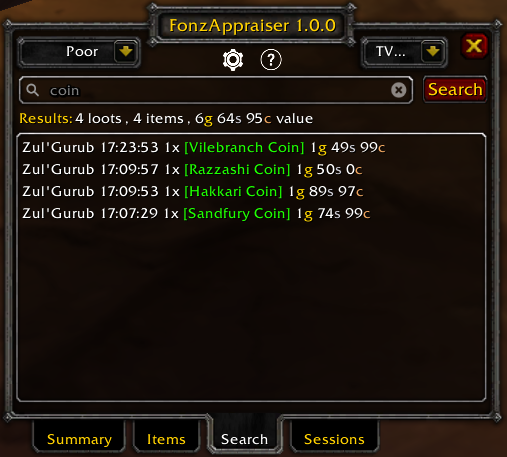 FonzAppraiser 1.0.0
Poor
?
TV...
coin
Search
Results: 4 loots , 4 items , 6g 64s 95c value
Zul'Gurub 17:23:53 1x [Vilebranch Coin] 1g 49s 99c
Zul'Gurub 17:09:57 1x [Razzashi Coin] 1g 50s 0c
Zul'Gurub 17:09:53 1x [Hakkari Coin] 1g 89s 97c
Zul'Gurub 17:07:29 1x [Sandfury Coin] 1g 74s 99c
Summary Items Search Sessions